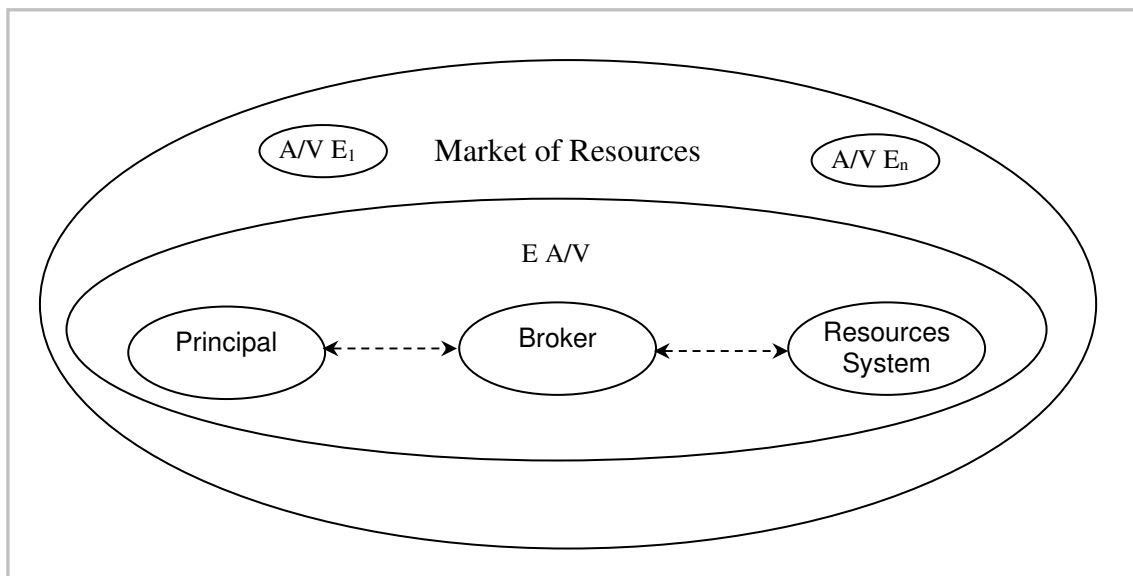 A/V E₁
Market of Resources
A/V Eₙ
E A/V
Principal
Broker
Resources
System